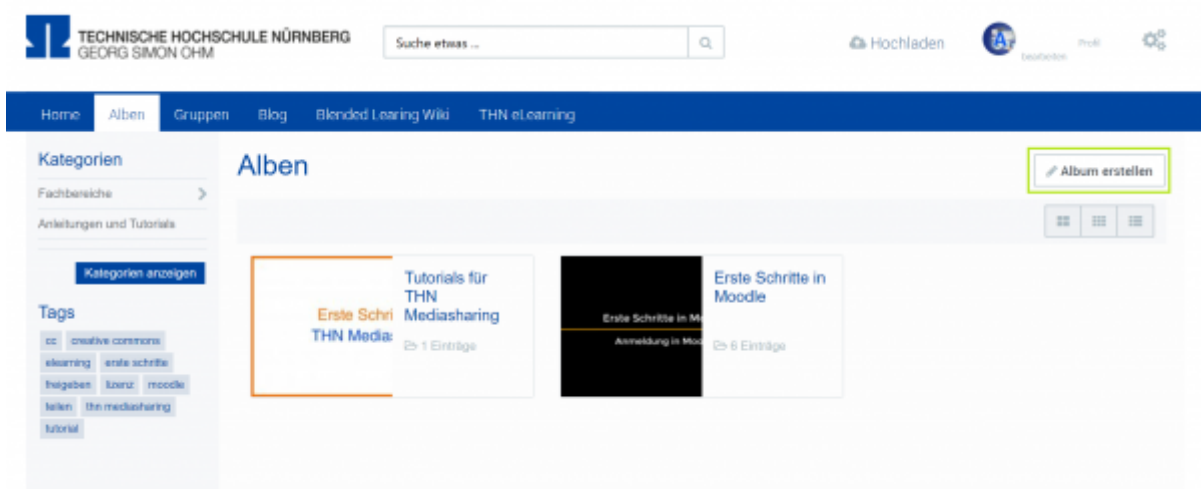 TECHNISCHE HOCHSCHULE NÜRNBERG
GEORG SIMON OHM
Suche etwas ...
Hochladen
Profil
bearbeiten
Home Alben Gruppen Blog Blended Learing Wiki THN eLearning
Kategorien
Fachbereiche
Anleitungen und Tutorials
Kategorien anzeigen
Tags
cc creative commons
elearning erste schritte
freigeben lizenz moodle
teilen thn mediasharing
tutorial
Alben
Album erstellen
Erste Schri
THN Media
Tutorials für
THN
Mediasharing
1 Einträge
Erste Schritte in M
Anmeldung in Moo
Erste Schritte in
Moodle
6 Einträge